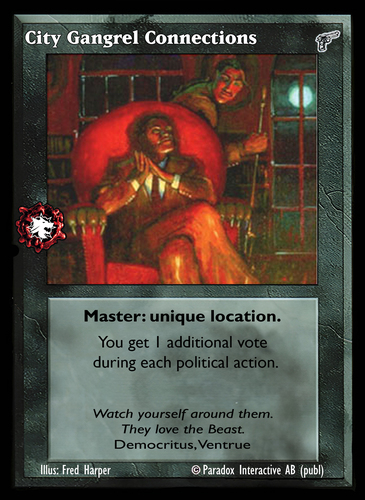 City Gangrel Connections
Master: unique location.
You get 1 additional vote
during each political action.
Watch yourself around them.
They love the Beast.
Democritus, Ventrue
Illus: Fred Harper
© Paradox Interactive AB (publ)